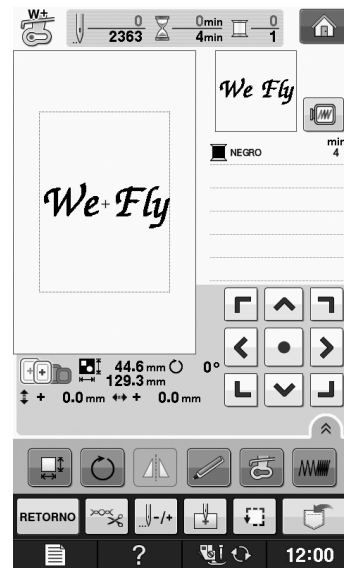 W+
0
2363
0min
4min
0
1
We Fly
min
NEGRO
4
We Fly
44.6 mm
0°
129.3 mm
+ 0.0 mm + 0.0 mm
RETORNO
-/+
?
12:00